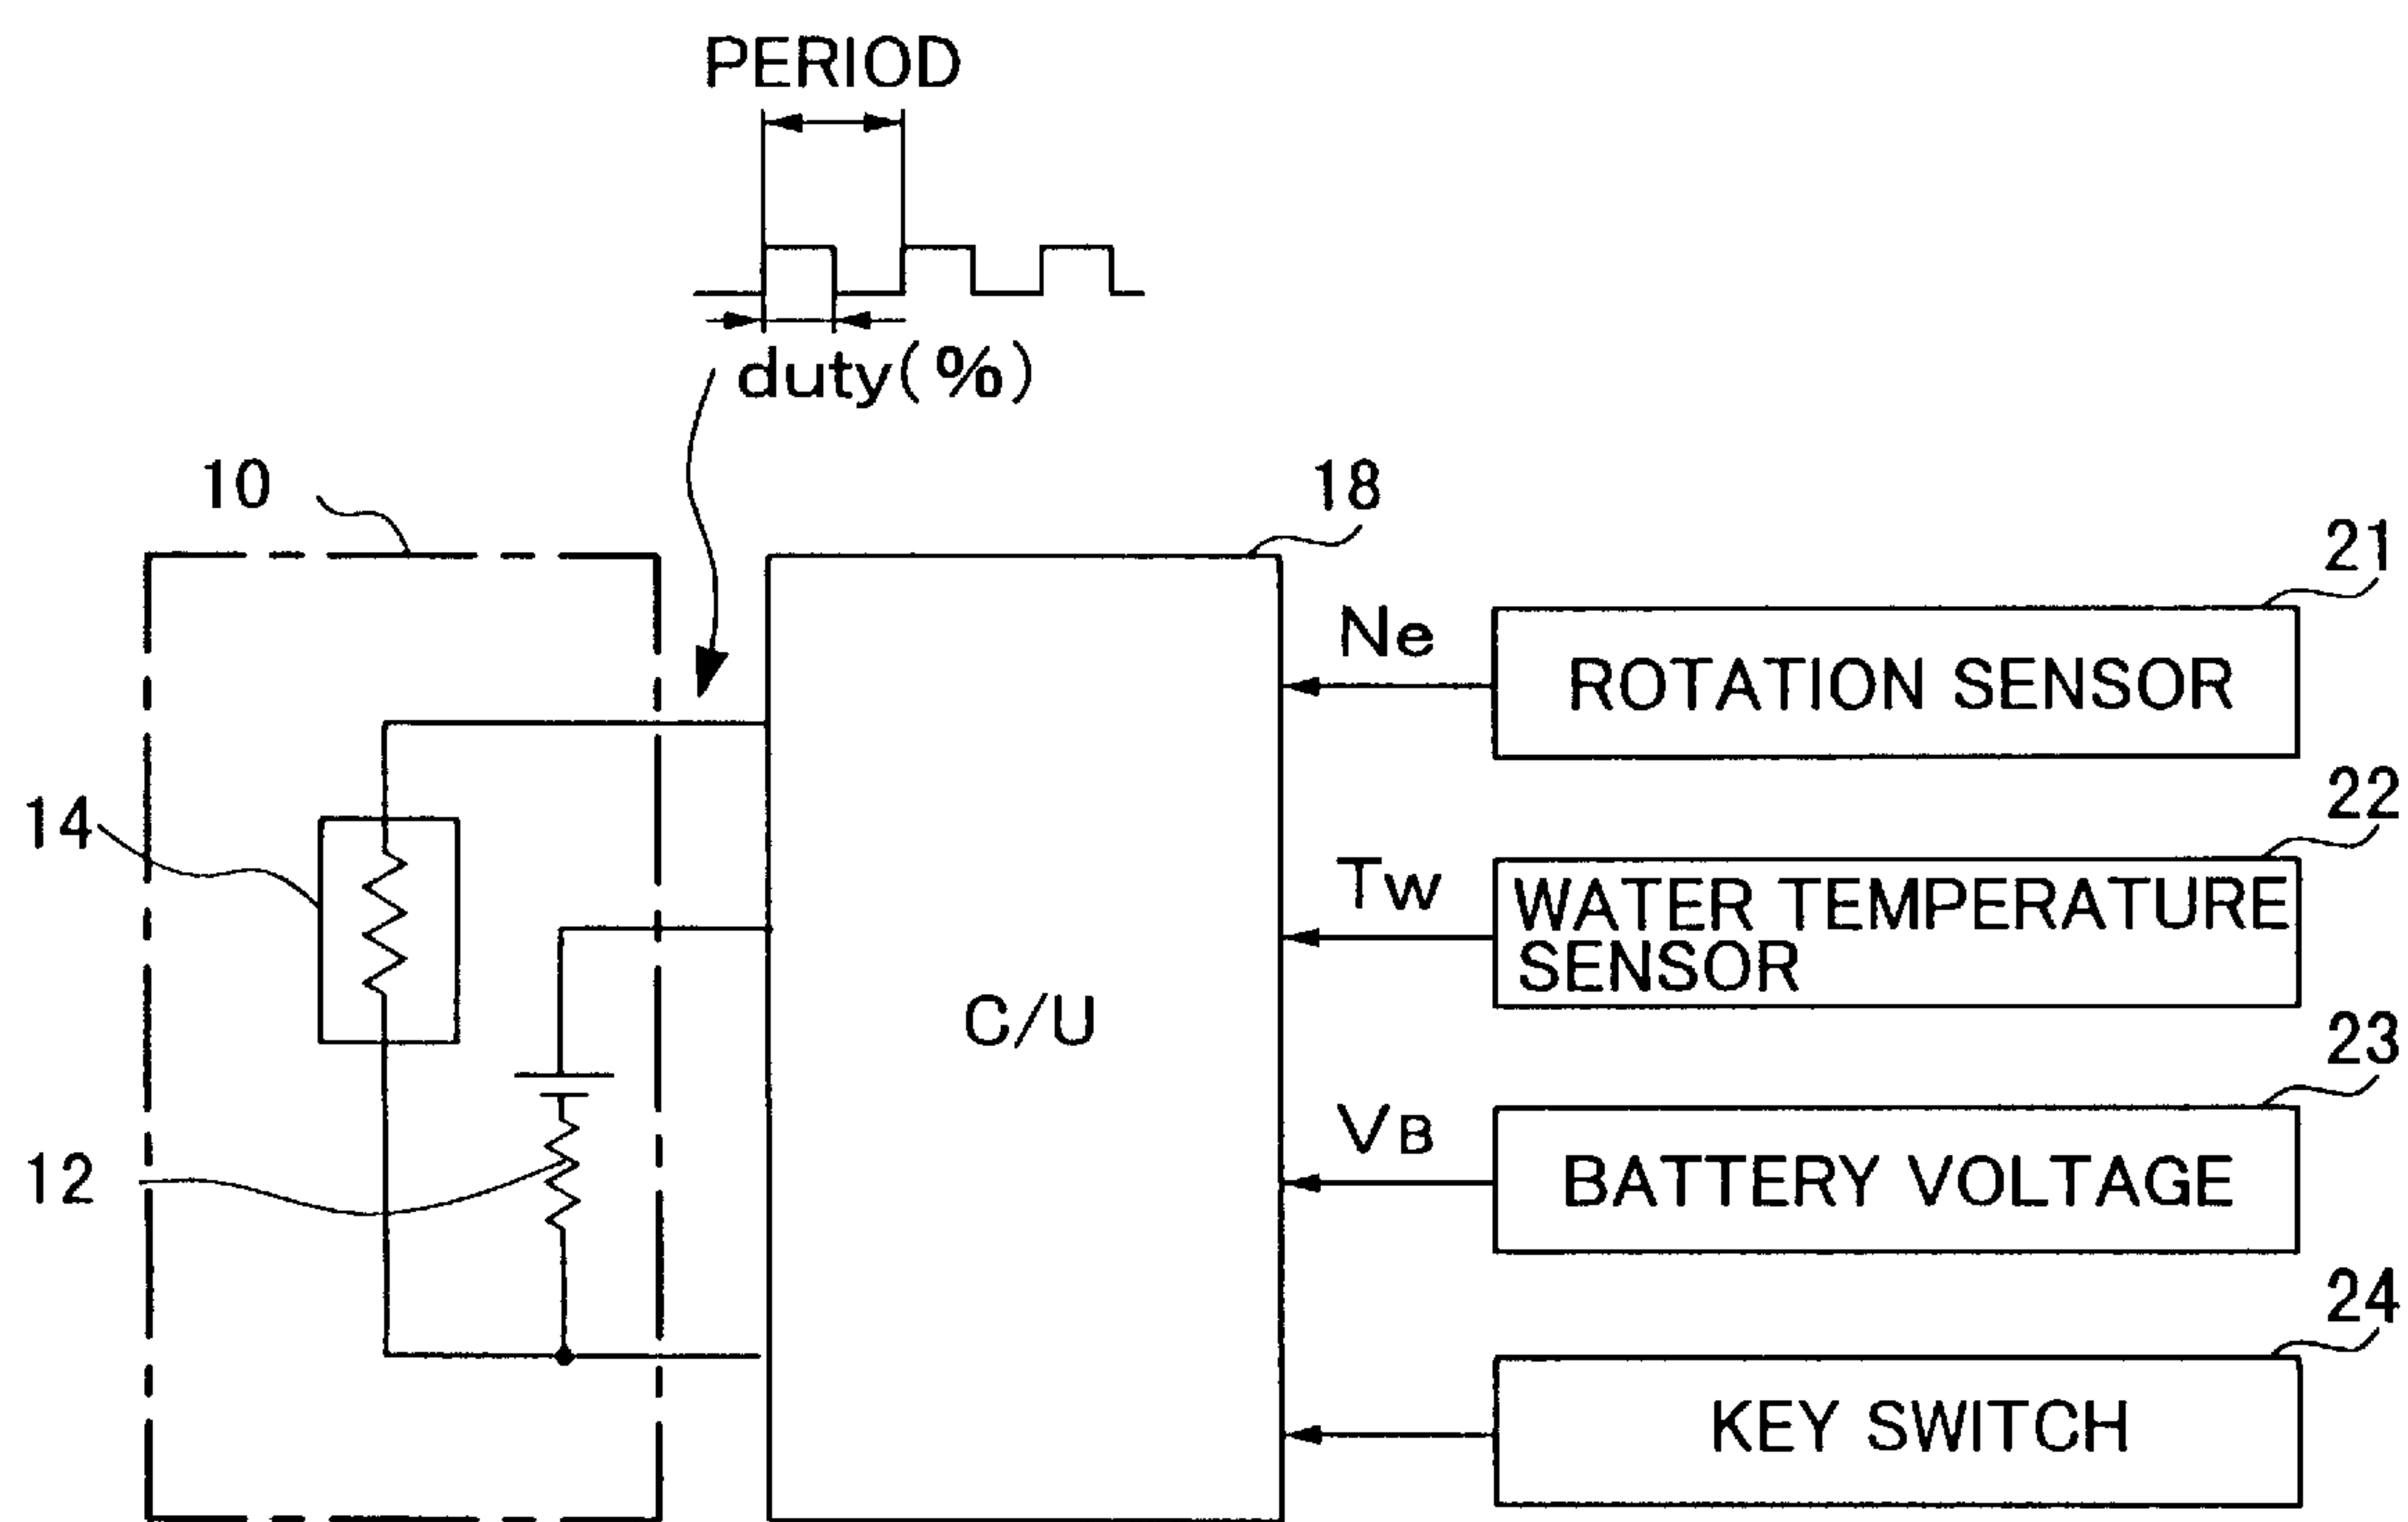 PERIOD
duty(%)
10
18
21
Ne
ROTATION SENSOR
22
14
Tw
WATER TEMPERATURE
SENSOR
C/U
23
VB
12
BATTERY VOLTAGE
24
KEY SWITCH